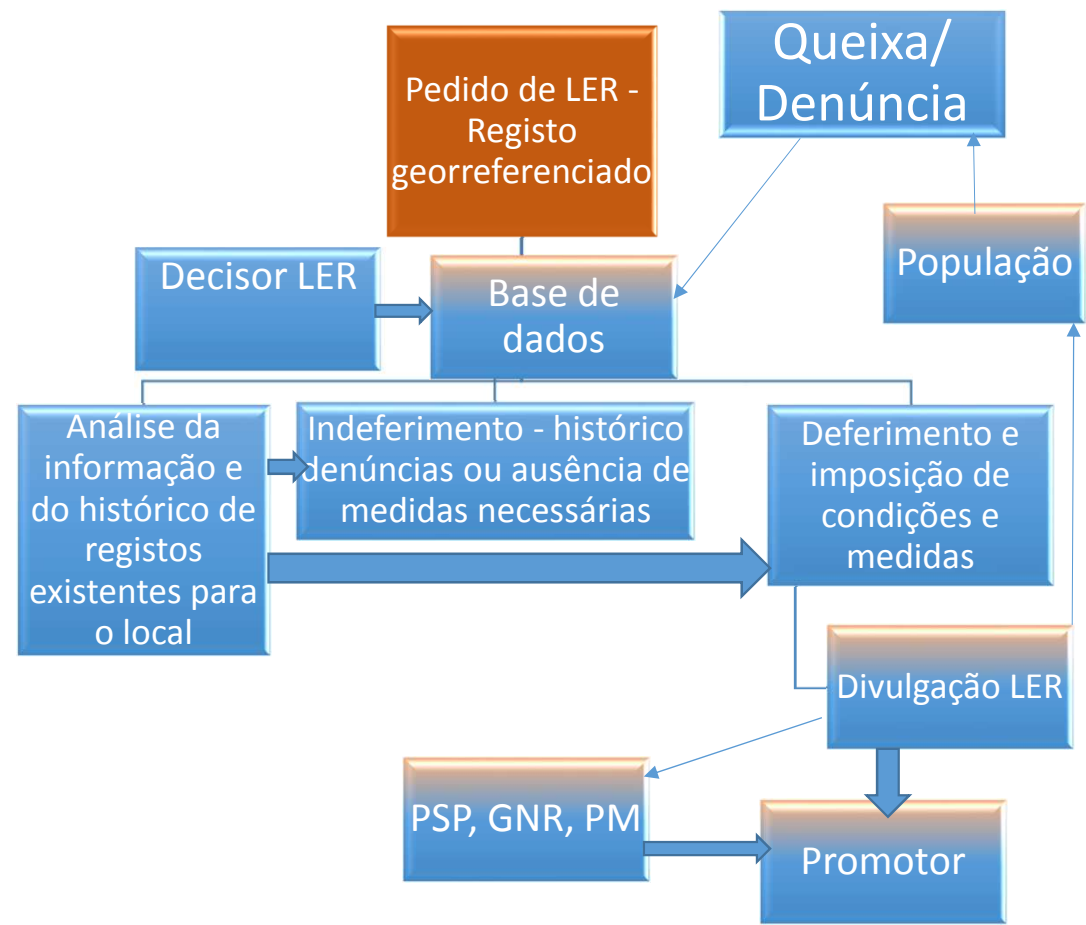 Pedido de LER -
Registo
georreferenciado
Queixa/
Denúncia
População
Decisor LER
Base de
dados
Análise da
informação e
do histórico de
registos
existentes para
o local
Indeferimento - histórico
denúncias ou ausência de
medidas necessárias
Deferimento e
imposição de
condições e
medidas
Divulgação LER
PSP, GNR, PM
Promotor